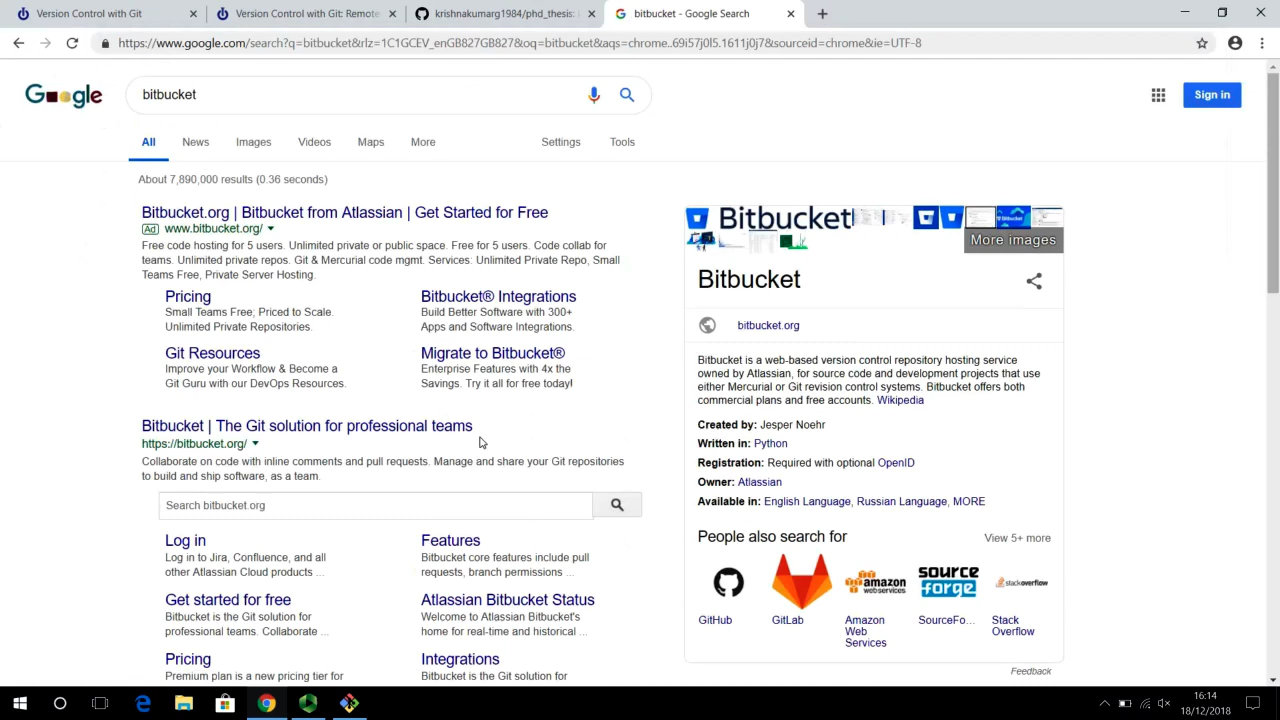 Version Control with Git
Version Control with Git: Remote
krishnakumarg1984/phd_thesis:
bitbucket - Google Search
https://www.google.com/search?q=bitbucket&rlz=1C1GCEV_enGB827GB827&oq=bitbucket&aqs=chrome..69i57j0l5.1611j0j7&sourceid=chrome&ie=UTF-8
bitbucket
Sign in
All News Images Videos Maps More Settings Tools
About 7,890,000 results (0.36 seconds)
Bitbucket.org | Bitbucket from Atlassian | Get Started for Free
Ad www.bitbucket.org/
Free code hosting for 5 users. Unlimited private or public space. Free for 5 users. Code collab for
teams. Unlimited private repos. Git & Mercurial code mgmt. Services: Unlimited Private Repo, Small
Teams Free, Private Server Hosting.
Pricing
Small Teams Free; Priced to Scale.
Unlimited Private Repositories.
Bitbucket® Integrations
Build Better Software with 300+
Apps and Software Integrations.
Git Resources
Improve your Workflow & Become a
Git Guru with our DevOps Resources.
Migrate to Bitbucket®
Enterprise Features with 4x the
Savings. Try it all for free today!
Bitbucket | The Git solution for professional teams
https://bitbucket.org/
Collaborate on code with inline comments and pull requests. Manage and share your Git repositories
to build and ship software, as a team.
Search bitbucket.org
Log in
Log in to Jira, Confluence, and all
other Atlassian Cloud products ...
Features
Bitbucket core features include pull
requests, branch permissions ...
Get started for free
Bitbucket is the Git solution for
professional teams. Collaborate ...
Atlassian Bitbucket Status
Welcome to Atlassian Bitbucket's
home for real-time and historical ...
Pricing
Premium plan is a new pricing tier for
Integrations
Bitbucket is the Git solution for
Bitbucket
More images
Bitbucket
bitbucket.org
Bitbucket is a web-based version control repository hosting service
owned by Atlassian, for source code and development projects that use
either Mercurial or Git revision control systems. Bitbucket offers both
commercial plans and free accounts. Wikipedia
Created by: Jesper Noehr
Written in: Python
Registration: Required with optional OpenID
Owner: Atlassian
Available in: English Language, Russian Language, MORE
People also search for
View 5+ more
amazon
webservices
SOURCE
FORGE
stackoverflow
GitHub
GitLab
Amazon
Web
Services
SourceFo...
Stack
Overflow
Feedback
16:14
18/12/2018